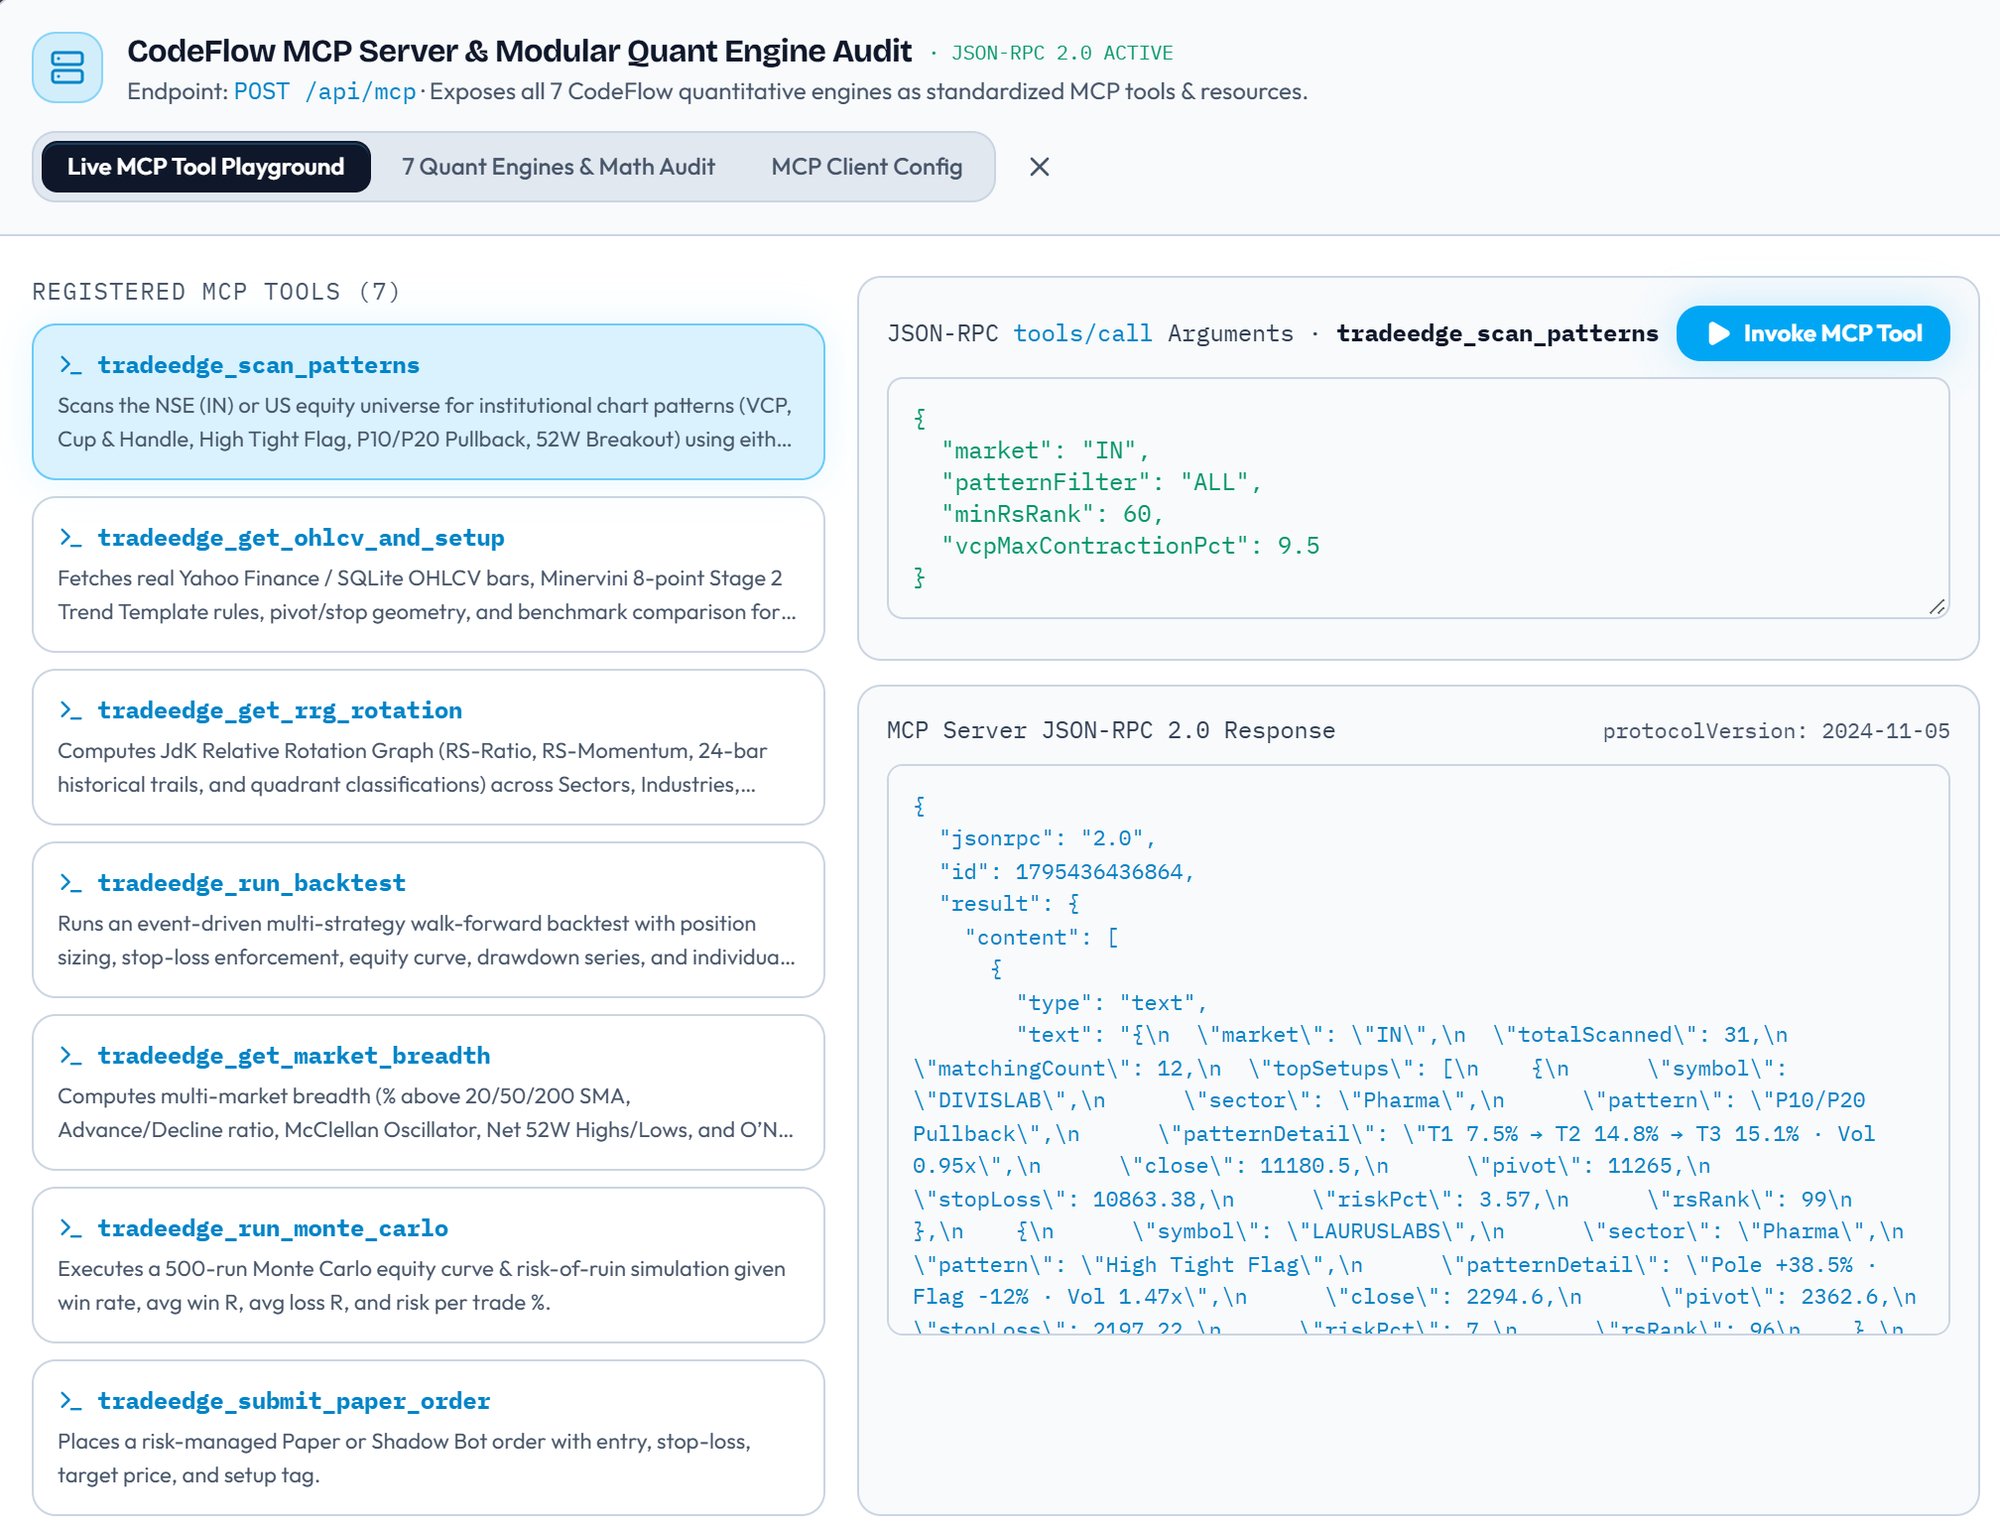 CodeFlow MCP Server & Modular Quant Engine Audit · JSON-RPC 2.0 ACTIVE
Endpoint: POST /api/mcp · Exposes all 7 CodeFlow quantitative engines as standardized MCP tools & resources.
Live MCP Tool Playground
7 Quant Engines & Math Audit
MCP Client Config
REGISTERED MCP TOOLS (7)
tradeedge_scan_patterns
Scans the NSE (IN) or US equity universe for institutional chart patterns (VCP,
Cup & Handle, High Tight Flag, P10/P20 Pullback, 52W Breakout) using eith...
tradeedge_get_ohlcv_and_setup
Fetches real Yahoo Finance / SQLite OHLCV bars, Minervini 8-point Stage 2
Trend Template rules, pivot/stop geometry, and benchmark comparison for...
tradeedge_get_rrg_rotation
Computes JdK Relative Rotation Graph (RS-Ratio, RS-Momentum, 24-bar
historical trails, and quadrant classifications) across Sectors, Industries,...
tradeedge_run_backtest
Runs an event-driven multi-strategy walk-forward backtest with position
sizing, stop-loss enforcement, equity curve, drawdown series, and individua...
tradeedge_get_market_breadth
Computes multi-market breadth (% above 20/50/200 SMA,
Advance/Decline ratio, McClellan Oscillator, Net 52W Highs/Lows, and O’N...
tradeedge_run_monte_carlo
Executes a 500-run Monte Carlo equity curve & risk-of-ruin simulation given
win rate, avg win R, avg loss R, and risk per trade %.
tradeedge_submit_paper_order
Places a risk-managed Paper or Shadow Bot order with entry, stop-loss,
target price, and setup tag.
JSON-RPC tools/call Arguments · tradeedge_scan_patterns
Invoke MCP Tool
{
  "market": "IN",
  "patternFilter": "ALL",
  "minRsRank": 60,
  "vcpMaxContractionPct": 9.5
}
MCP Server JSON-RPC 2.0 Response
protocolVersion: 2024-11-05
{
  "jsonrpc": "2.0",
  "id": 1795436436864,
  "result": {
    "content": [
      {
        "type": "text",
        "text": "{\n  \"market\": \"IN\",\n  \"totalScanned\": 31,\n
\"matchingCount\": 12,\n  \"topSetups\": [\n    {\n      \"symbol\":
\"DIVISLAB\",\n      \"sector\": \"Pharma\",\n      \"pattern\": \"P10/P20
Pullback\",\n      \"patternDetail\": \"T1 7.5% → T2 14.8% → T3 15.1% · Vol
0.95x\",\n      \"close\": 11180.5,\n      \"pivot\": 11265,\n
\"stopLoss\": 10863.38,\n      \"riskPct\": 3.57,\n      \"rsRank\": 99\n
},\n    {\n      \"symbol\": \"LAURUSLABS\",\n      \"sector\": \"Pharma\",\n
\"pattern\": \"High Tight Flag\",\n      \"patternDetail\": \"Pole +38.5% ·
Flag -12% · Vol 1.47x\",\n      \"close\": 2294.6,\n      \"pivot\": 2362.6,\n
\"stopLoss\": 2197.22,\n      \"riskPct\": 7,\n      \"rsRank\": 96\n    },\n